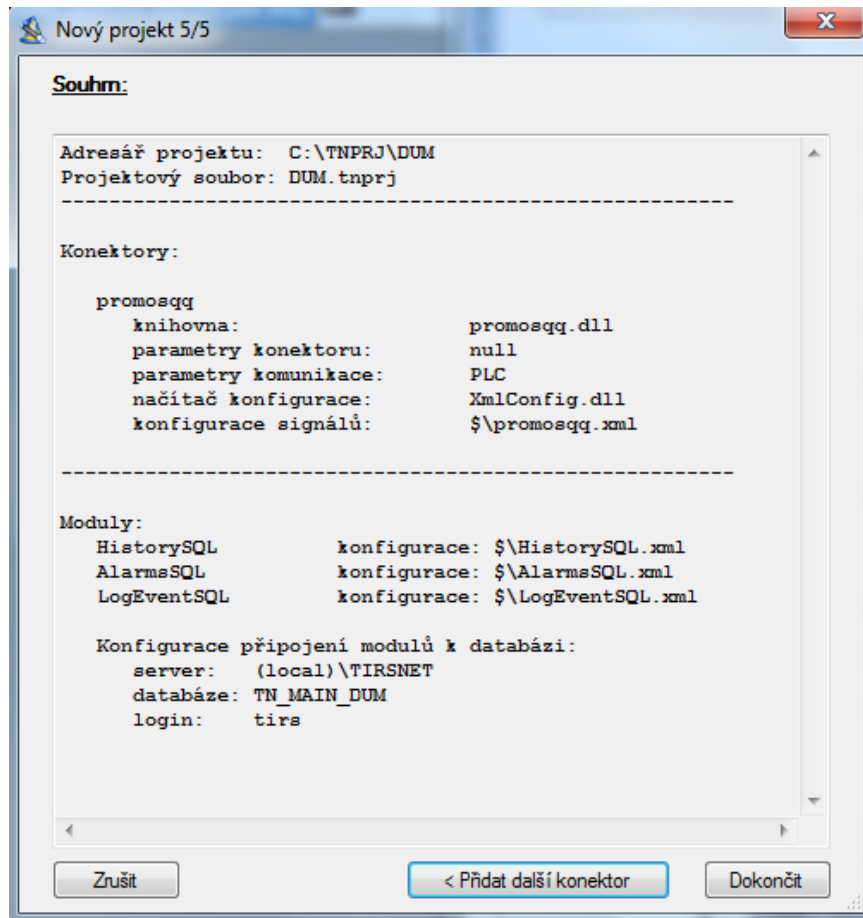 Nový projekt 5/5
Souhrn:
Adresář projektu: C:\TNPRJ\DUM
Projektový soubor: DUM.tnprj
--------------------------------------------------------
Konektory:
promosqq
knihovna: promosqq.dll
parametry konektoru: null
parametry komunikace: PLC
načítač konfigurace: XmlConfig.dll
konfigurace signálů: $\promosqq.xml
--------------------------------------------------------
Moduly:
HistorySQL konfigurace: $\HistorySQL.xml
AlarmsSQL konfigurace: $\AlarmsSQL.xml
LogEventSQL konfigurace: $\LogEventSQL.xml
Konfigurace připojení modulů k databázi:
server: (local)\TIRSNET
databáze: TN_MAIN_DUM
login: tirs
Zrušit
< Přidat další konektor
Dokončit